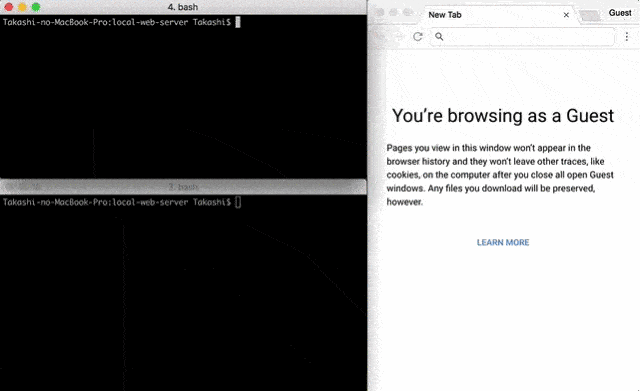 4. bash
Takashi-no-MacBook-Pro:local-web-server Takashi$
3. bash
Takashi-no-MacBook-Pro:local-web-server Takashi$
New Tab
Guest
You're browsing as a Guest
Pages you view in this window won't appear in the
browser history and they won't leave other traces, like
cookies, on the computer after you close all open Guest
windows. Any files you download will be preserved,
however.
LEARN MORE